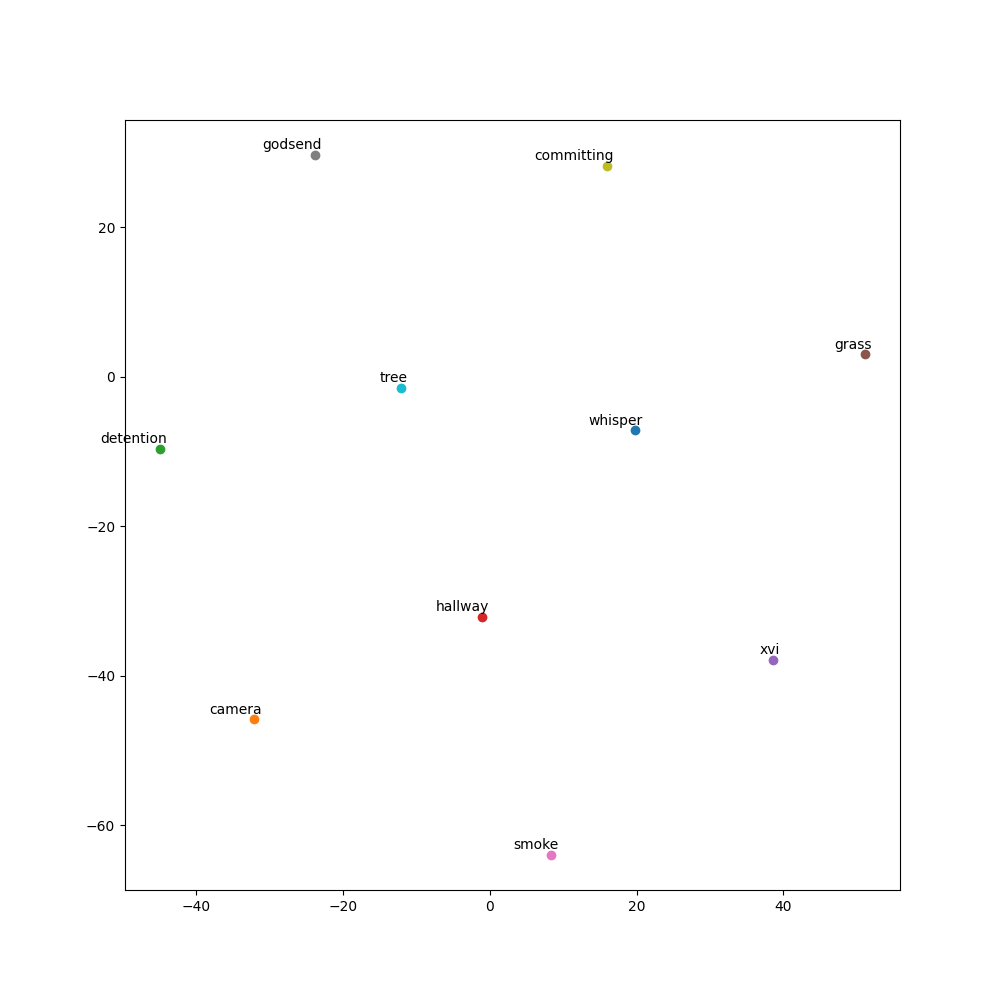 godsend
committing
20
grass
0
tree
whisper
detention
−20
hallway
xvi
−40
camera
−60
smoke
−40
−20
0
20
40